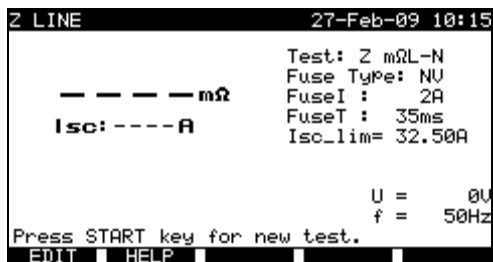 Z LINE 27-Feb-09 10:15
Test: Z mΩL-N
Fuse Type: NV
– – – – mΩ
FuseI : 2A
FuseT : 35ms
Isc:----A
Isc_lim= 32.50A
U = 0V
f = 50Hz
Press START key for new test.
EDIT HELP